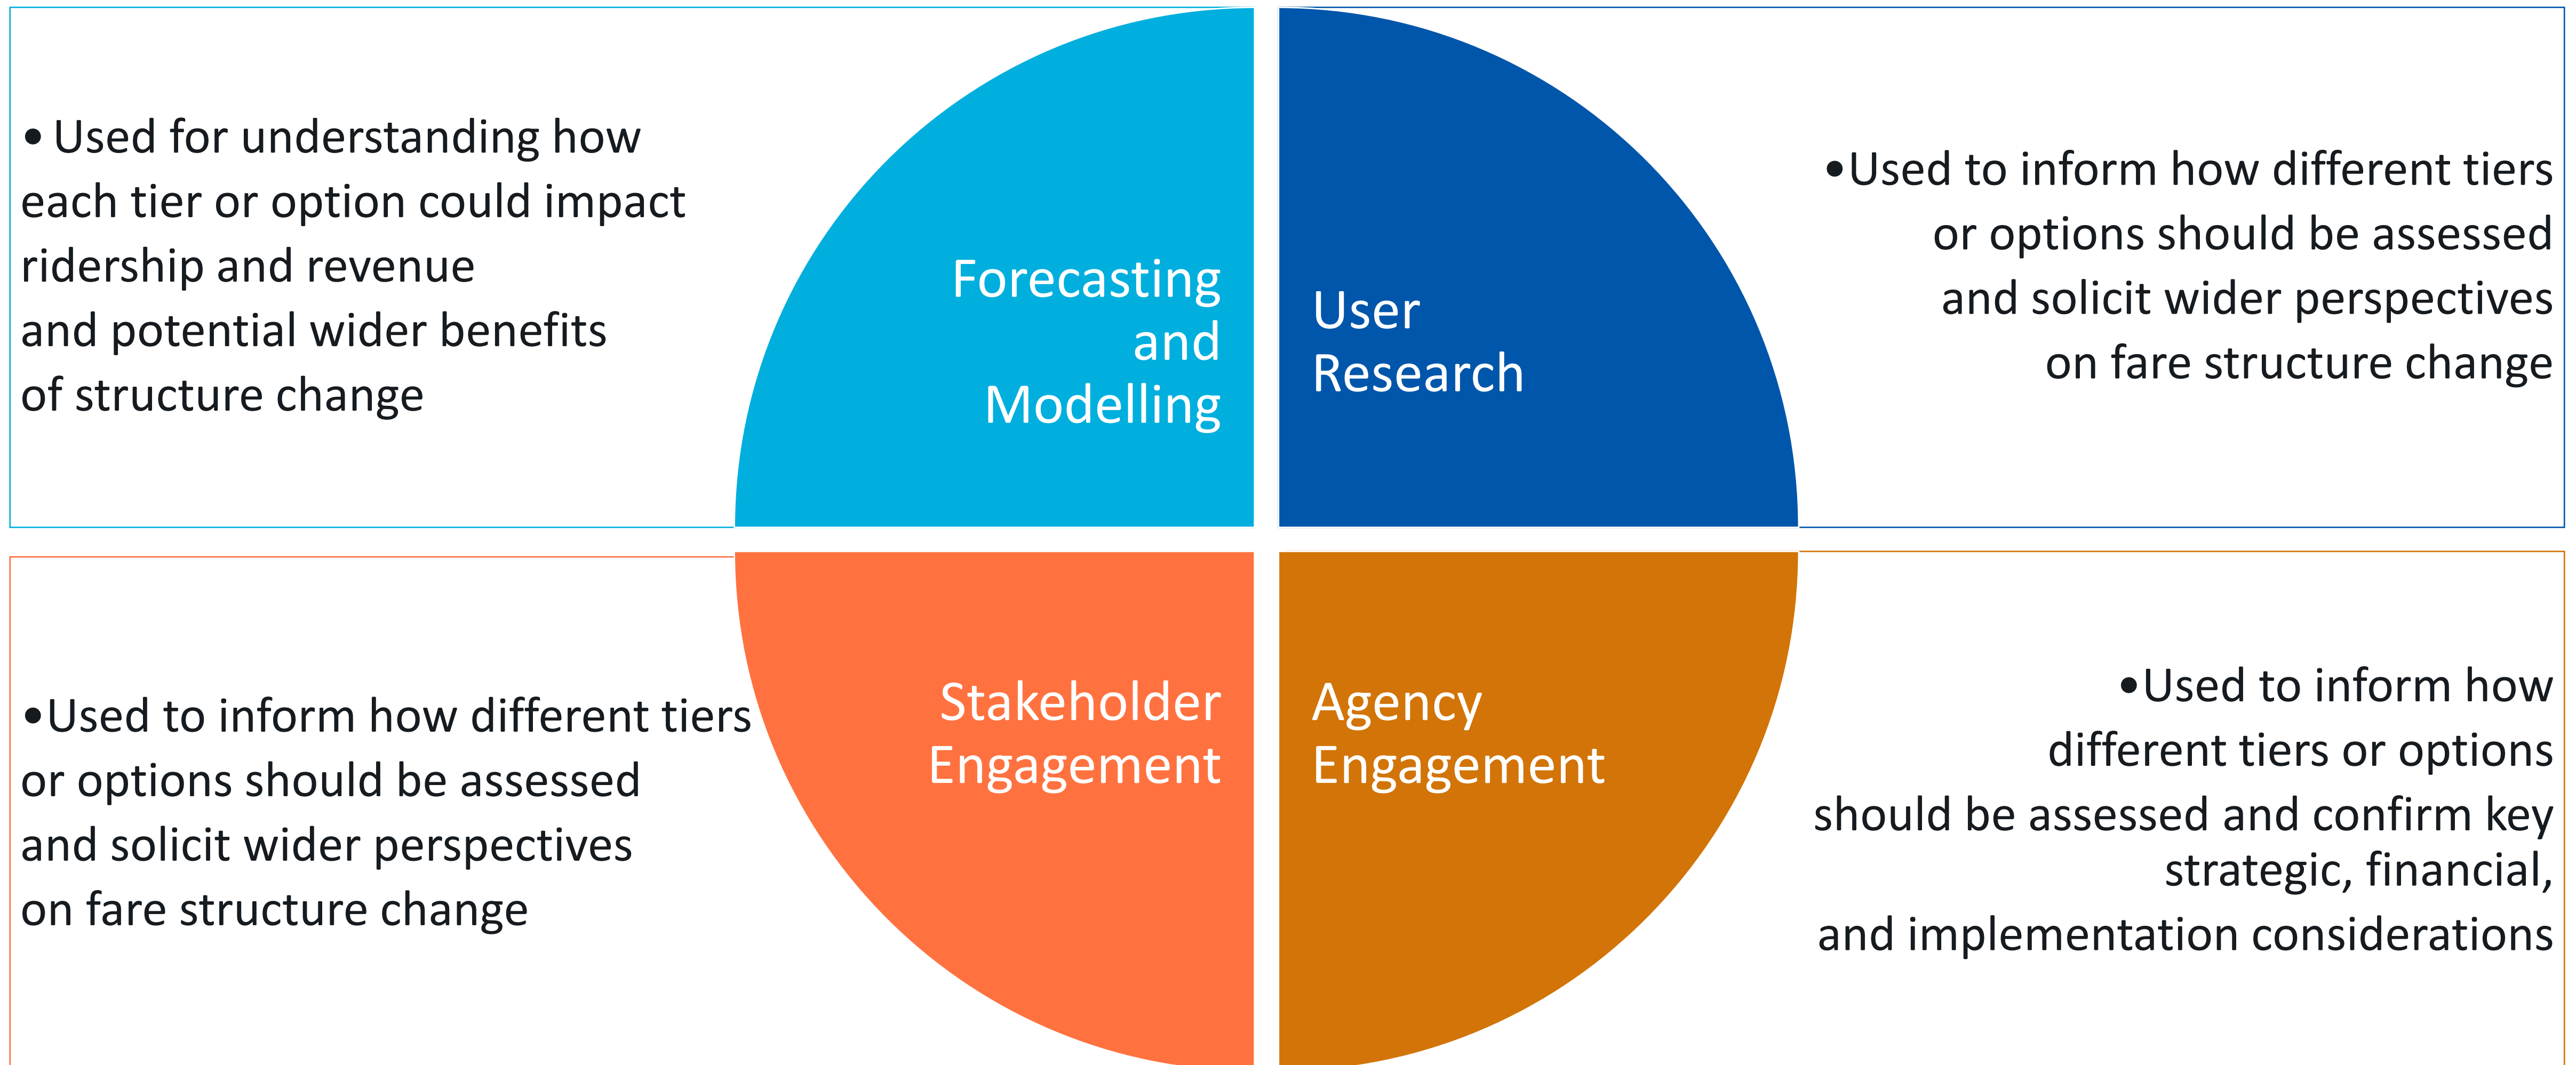 • Used for understanding how
each tier or option could impact
ridership and revenue
and potential wider benefits
of structure change
Forecasting
and
Modelling
User
Research
•Used to inform how different tiers
or options should be assessed
and solicit wider perspectives
on fare structure change
•Used to inform how different tiers
or options should be assessed
and solicit wider perspectives
on fare structure change
Stakeholder
Engagement
Agency
Engagement
•Used to inform how
different tiers or options
should be assessed and confirm key
strategic, financial,
and implementation considerations